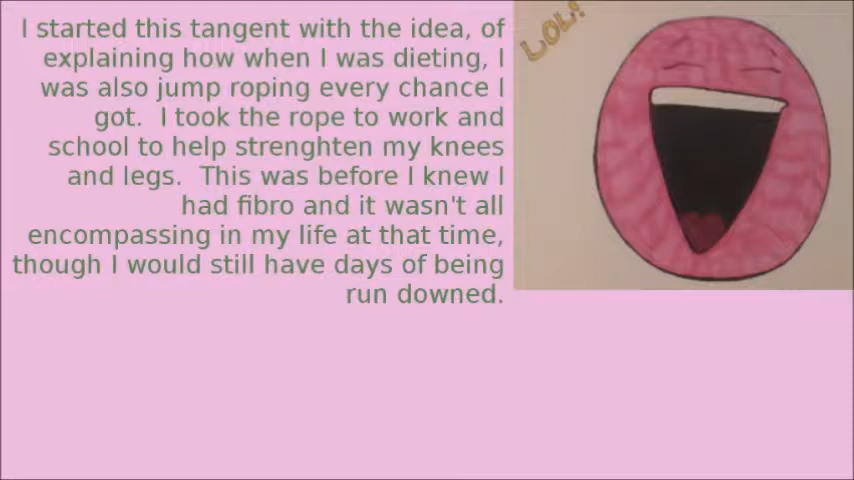 I started this tangent with the idea, of
explaining how when I was dieting, I
was also jump roping every chance I
got.  I took the rope to work and
school to help strenghten my knees
and legs.  This was before I knew I
had fibro and it wasn't all
encompassing in my life at that time,
though I would still have days of being
run downed.
LOL!